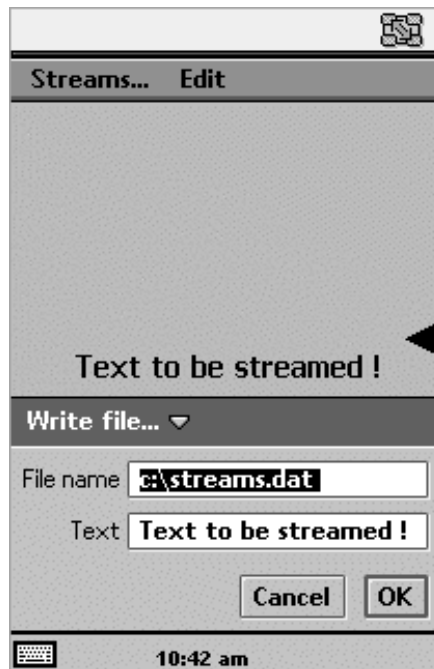 Streams... Edit
Text to be streamed !
Write file...
File name c:\streams.dat
Text Text to be streamed !
Cancel OK
10:42 am